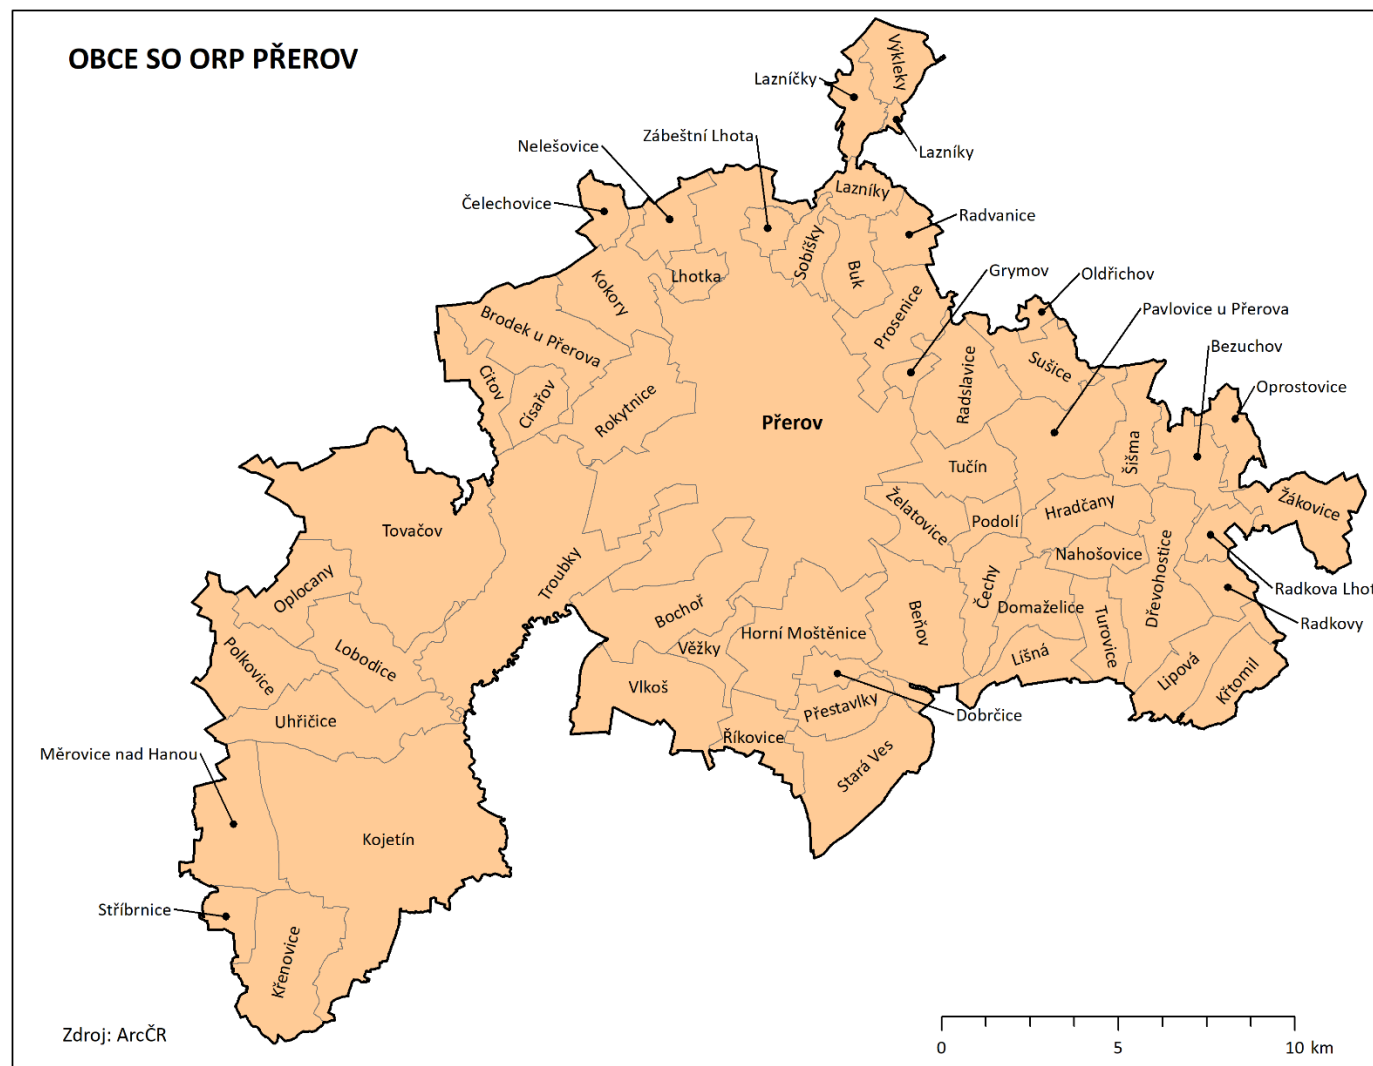 OBCE SO ORP PŘEROV
Výkleky
Lazníčky
Lazníky
Zábeštní Lhota
Nelešovice
Čelechovice
Lazníky
Radvanice
Sobíšky
Buk
Lhotka
Kokory
Grymov
Oldřichov
Pavlovice u Přerova
Bezuchov
Oprostovice
Prosenice
Brodek u Přerova
Citov
Císařov
Rokytnice
Radslavice
Sušice
Přerov
Šišma
Tučín
Žákovice
Želatovice
Podolí
Hradčany
Tovačov
Nahošovice
Dřevohostice
Troubky
Oplocany
Čechy
Radkova Lhot
Bochoř
Beňov
Domaželice
Turovice
Radkovy
Horní Moštěnice
Věžky
Lobodice
Polkovice
Líšná
Lipová
Křtomil
Vlkoš
Přestavlky
Dobrčice
Uhřičice
Říkovice
Stará Ves
Měrovice nad Hanou
Kojetín
Stříbrnice
Křenovice
Zdroj: ArcČR
0
5
10 km